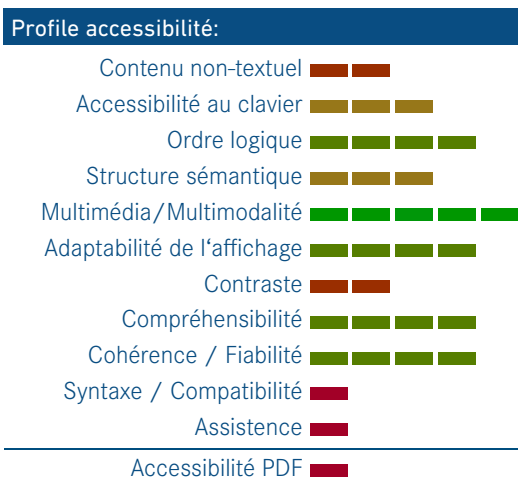 Profile accessibilité:
Contenu non-textuel
Accessibilité au clavier
Ordre logique
Structure sémantique
Multimédia/Multimodalité
Adaptabilité de l‘affichage
Contraste
Compréhensibilité
Cohérence / Fiabilité
Syntaxe / Compatibilité
Assistence
Accessibilité PDF